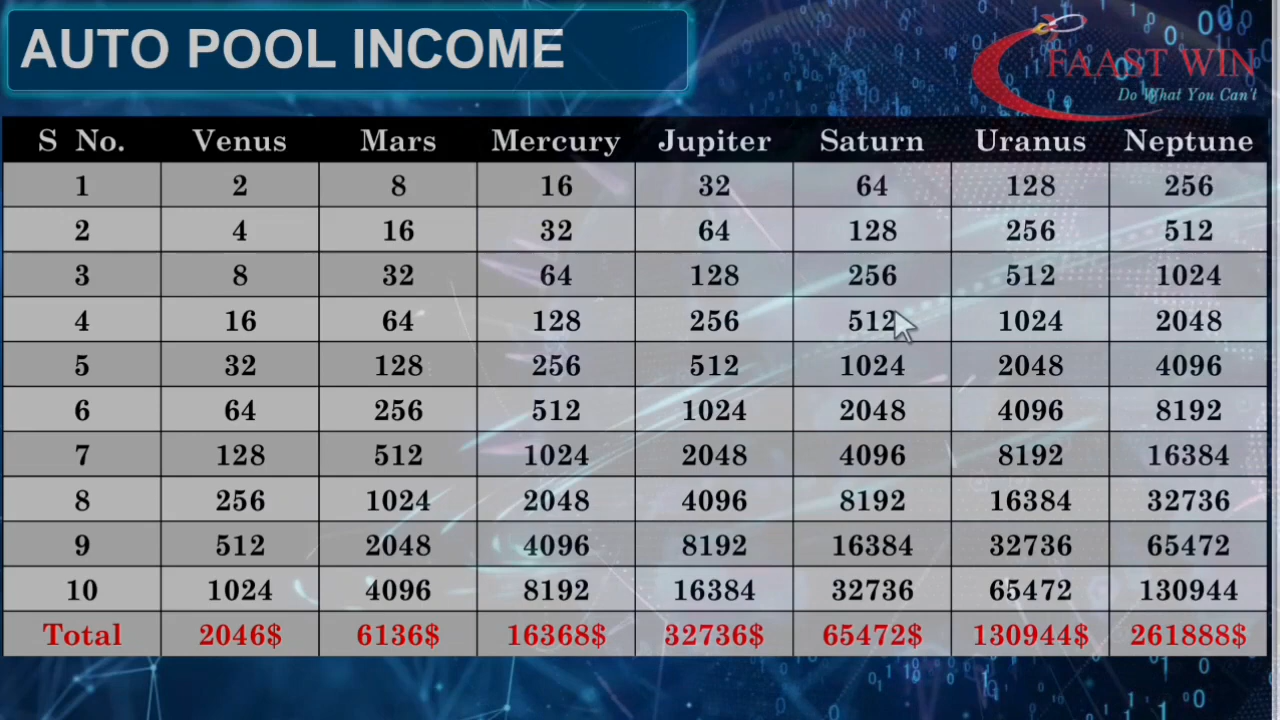 AUTO POOL INCOME
FAAST WIN
Do What You Can't
S No. Venus Mars Mercury Jupiter Saturn Uranus Neptune
1 2 8 16 32 64 128 256
2 4 16 32 64 128 256 512
3 8 32 64 128 256 512 1024
4 16 64 128 256 512 1024 2048
5 32 128 256 512 1024 2048 4096
6 64 256 512 1024 2048 4096 8192
7 128 512 1024 2048 4096 8192 16384
8 256 1024 2048 4096 8192 16384 32736
9 512 2048 4096 8192 16384 32736 65472
10 1024 4096 8192 16384 32736 65472 130944
Total 2046$ 6136$ 16368$ 32736$ 65472$ 130944$ 261888$